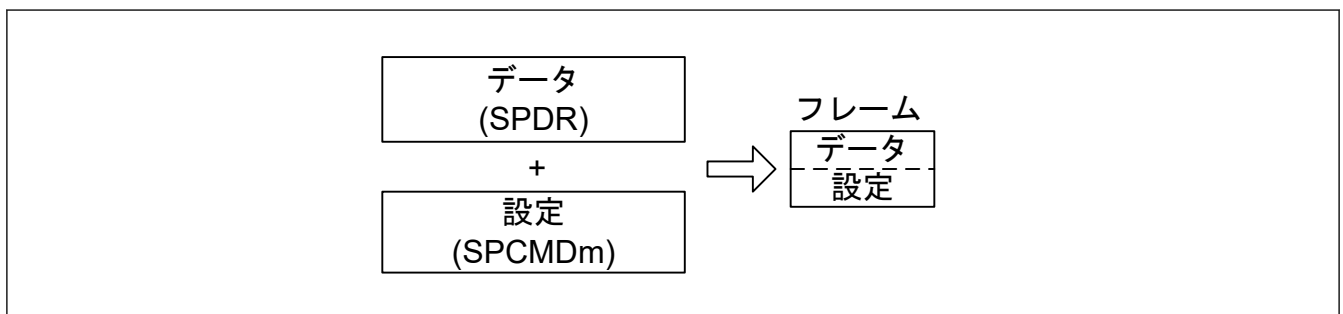 データ
(SPDR)
+
設定
(SPCMDm)
フレーム
データ
設定